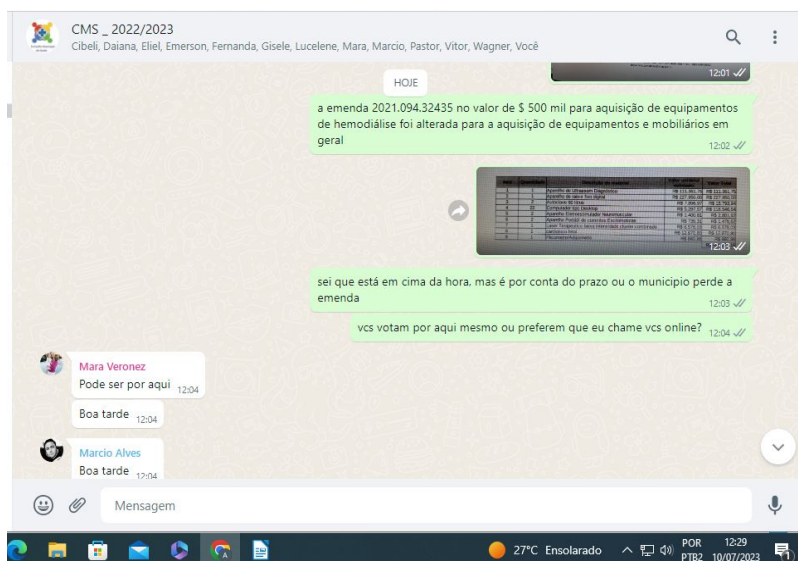 CMS _ 2022/2023
Cibeli, Daiana, Eliel, Emerson, Fernanda, Gisele, Lucelene, Mara, Marcio, Pastor, Vitor, Wagner, Você
12:01
HOJE
a emenda 2021.094.32435 no valor de $ 500 mil para aquisição de equipamentos
de hemodiálise foi alterada para a aquisição de equipamentos e mobiliários em
geral
12:02
12:03
sei que está em cima da hora, mas é por conta do prazo ou o municipio perde a
emenda
12:03
vcs votam por aqui mesmo ou preferem que eu chame vcs online?
12:04
Mara Veronez
Pode ser por aqui
12:04
Boa tarde
12:04
Marcio Alves
Boa tarde
12:04
Mensagem
27°C Ensolarado
POR
PTB2
12:29
10/07/2023